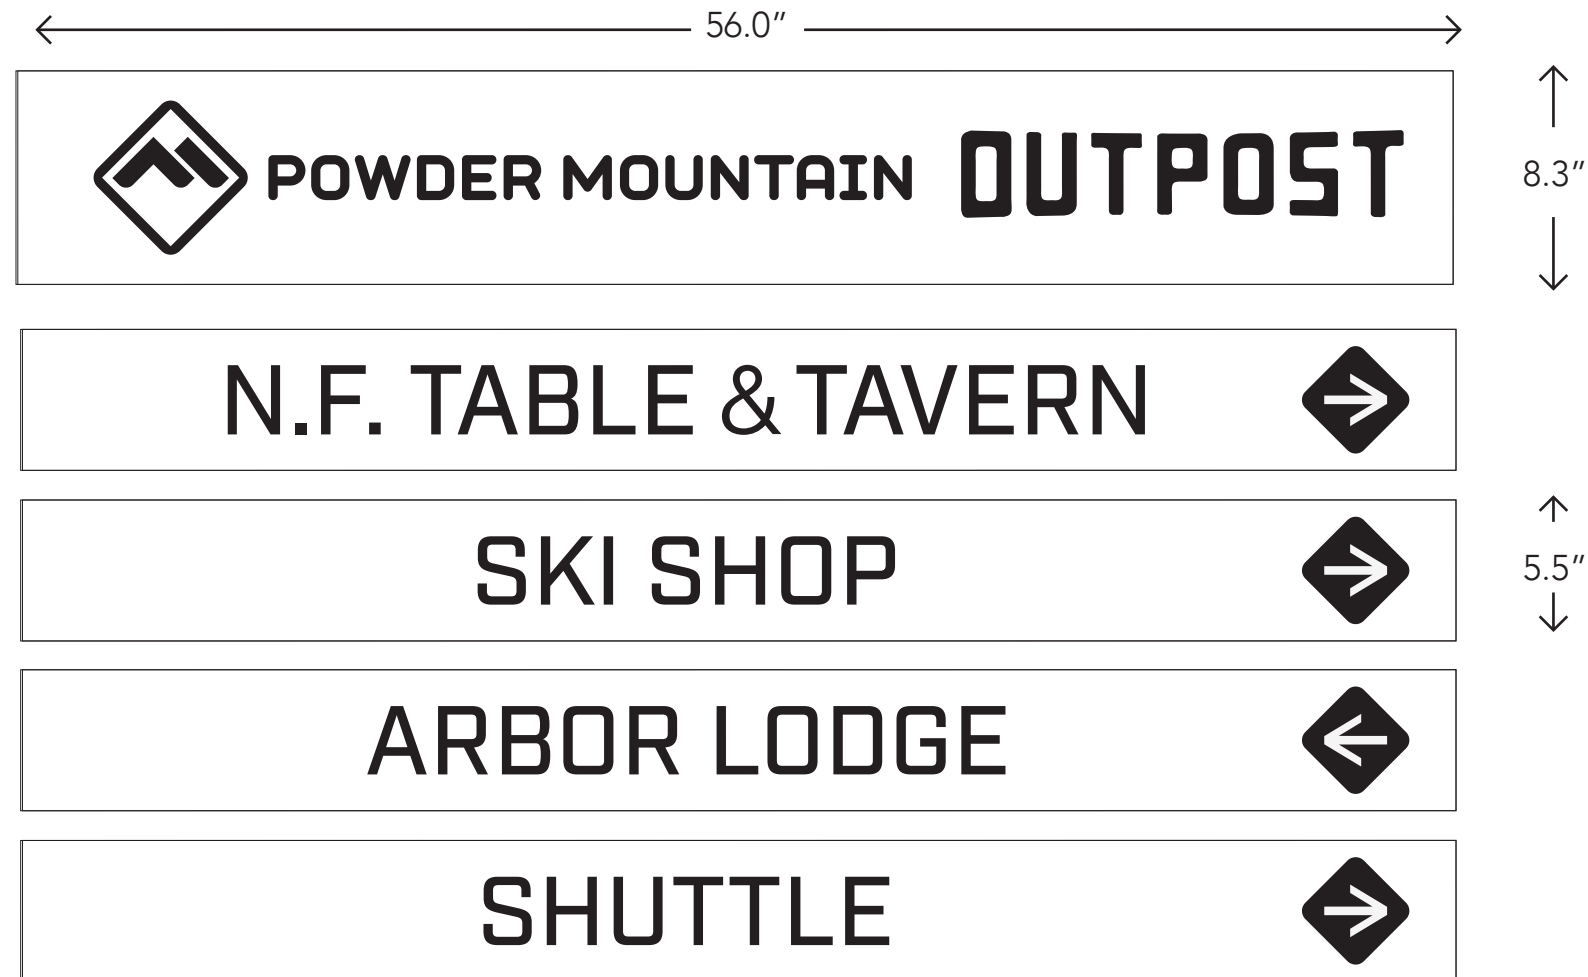 56.0"
POWDER MOUNTAIN OUTPOST
8.3"
N.F. TABLE & TAVERN
SKI SHOP
5.5"
ARBOR LODGE
SHUTTLE